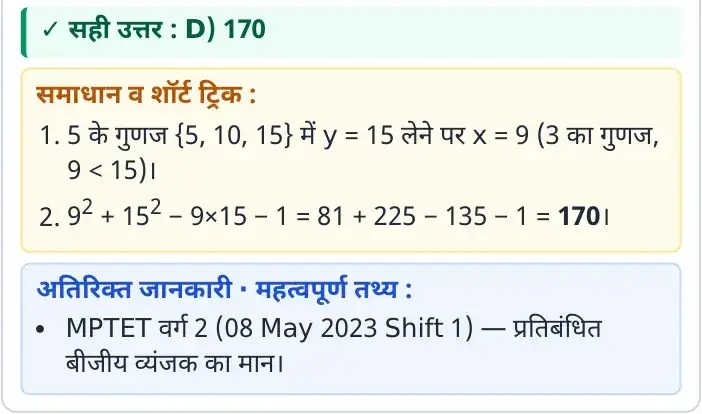 ✓ सही उत्तर : D) 170
समाधान व शॉर्ट ट्रिक :
1. 5 के गुणज {5, 10, 15} में y = 15 लेने पर x = 9 (3 का गुणज,
9 < 15)।
2. 9² + 15² − 9×15 − 1 = 81 + 225 − 135 − 1 = 170।
अतिरिक्त जानकारी · महत्वपूर्ण तथ्य :
• MPTET वर्ग 2 (08 May 2023 Shift 1) — प्रतिबंधित
बीजीय व्यंजक का मान।